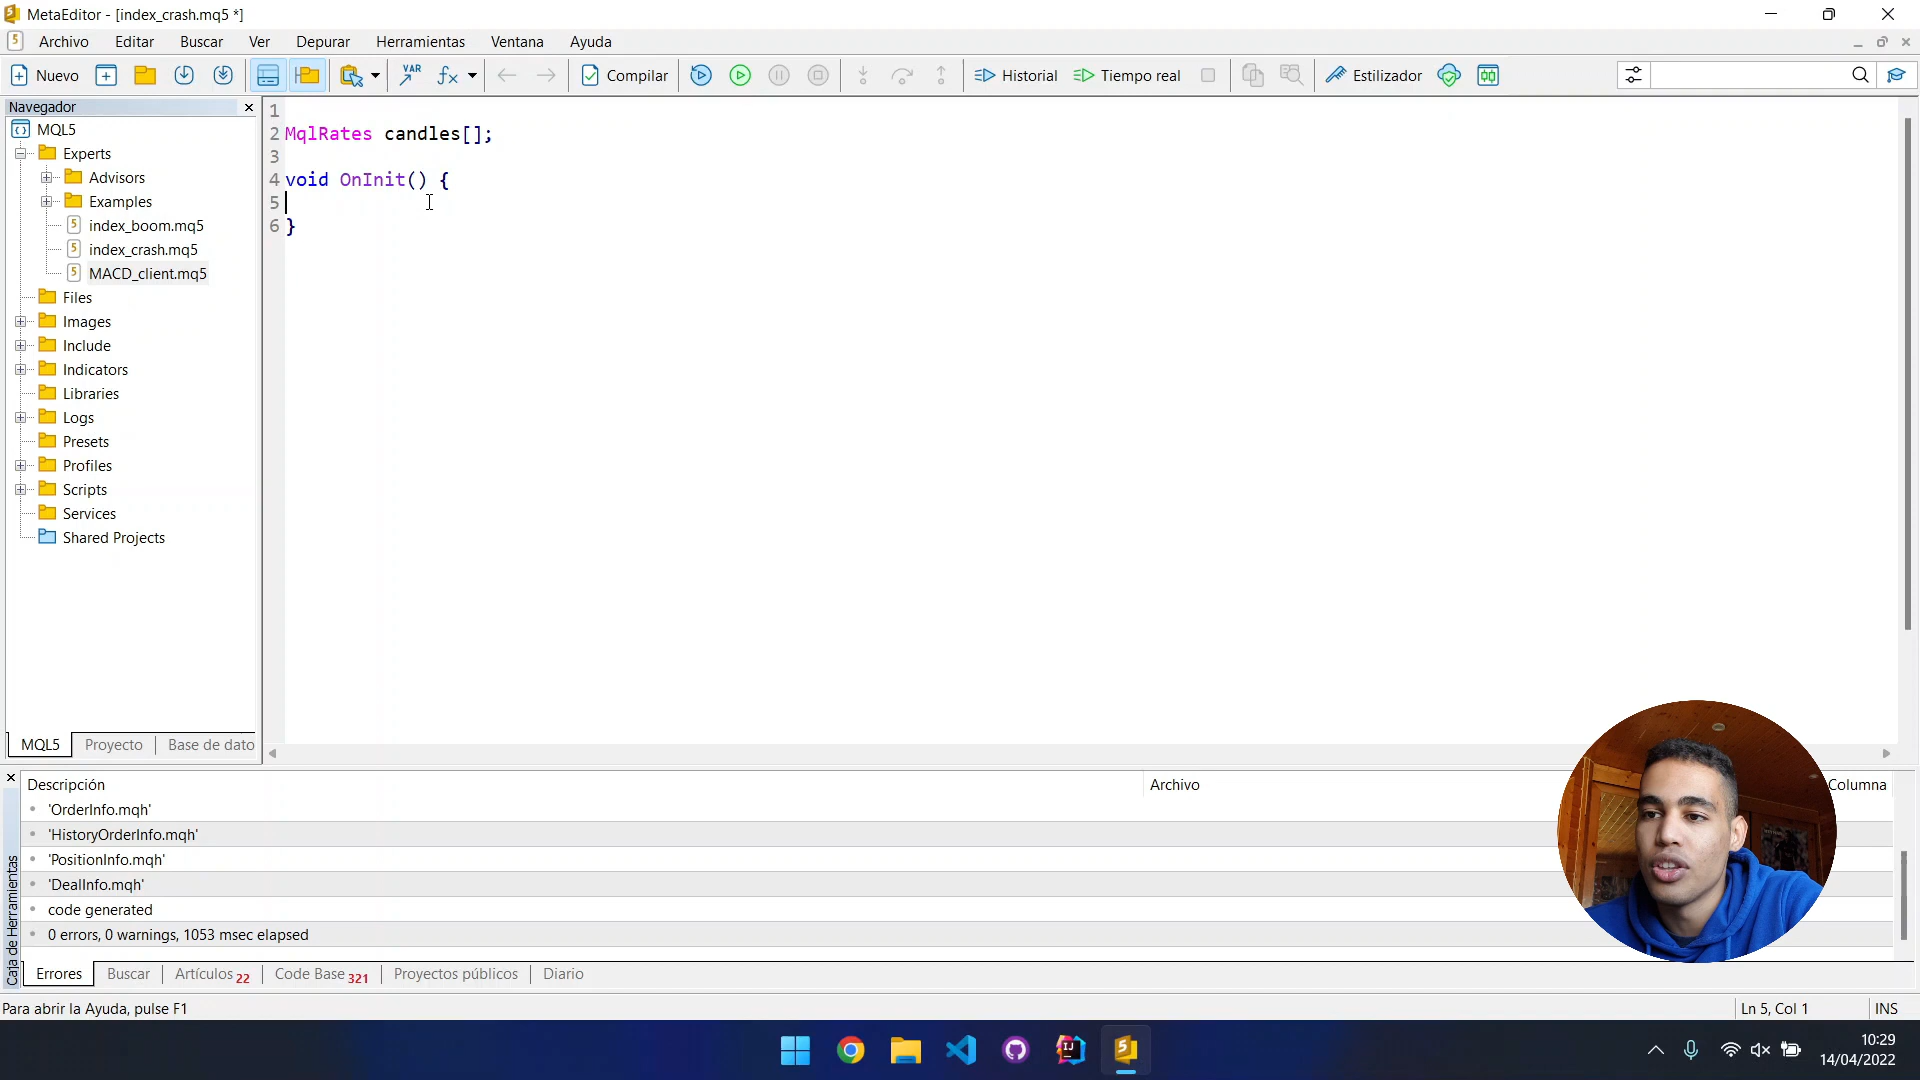 MetaEditor - [index_crash.mq5 *]
Archivo Editar Buscar Ver Depurar Herramientas Ventana Ayuda
Nuevo VAR fx Compilar Historial Tiempo real Estilizador
Navegador
MQL5
Experts
Advisors
Examples
index_boom.mq5
index_crash.mq5
MACD_client.mq5
Files
Images
Include
Indicators
Libraries
Logs
Presets
Profiles
Scripts
Services
Shared Projects
MQL5 Proyecto Base de dato
1
2 MqlRates candles[];
3
4 void OnInit() {
5
6 }
Caja de Herramientas
Descripción Archivo Columna
'OrderInfo.mqh'
'HistoryOrderInfo.mqh'
'PositionInfo.mqh'
'DealInfo.mqh'
code generated
0 errors, 0 warnings, 1053 msec elapsed
Errores Buscar Artículos 22 Code Base 321 Proyectos públicos Diario
Para abrir la Ayuda, pulse F1 Ln 5, Col 1 INS
10:29
14/04/2022